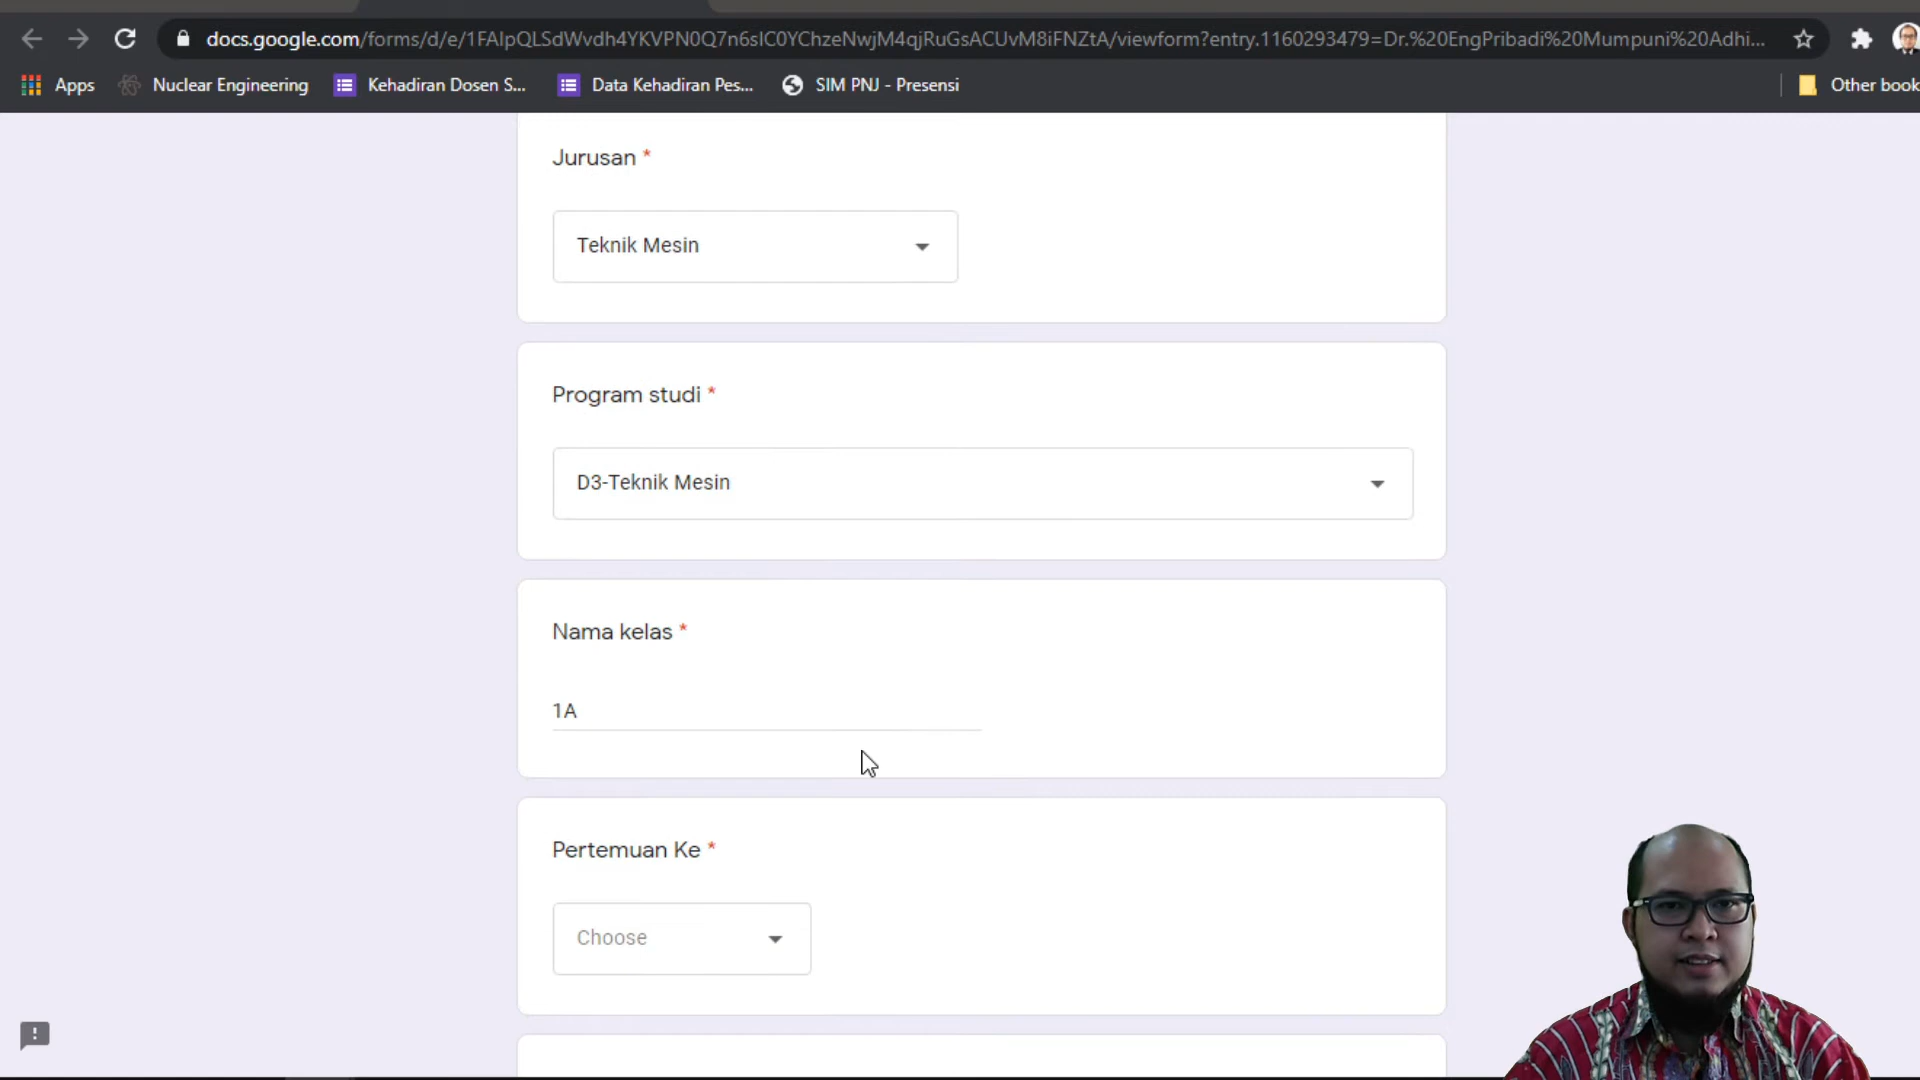 docs.google.com/forms/d/e/1FAIpQLSdWvdh4YKVPN0Q7n6sIC0YChzeNwjM4qjRuGsACUvM8iFNZtA/viewform?entry.1160293479=Dr.%20EngPribadi%20Mumpuni%20Adhi...
Apps Nuclear Engineering Kehadiran Dosen S... Data Kehadiran Pes... SIM PNJ - Presensi Other book
Jurusan *
Teknik Mesin
Program studi *
D3-Teknik Mesin
Nama kelas *
1A
Pertemuan Ke *
Choose